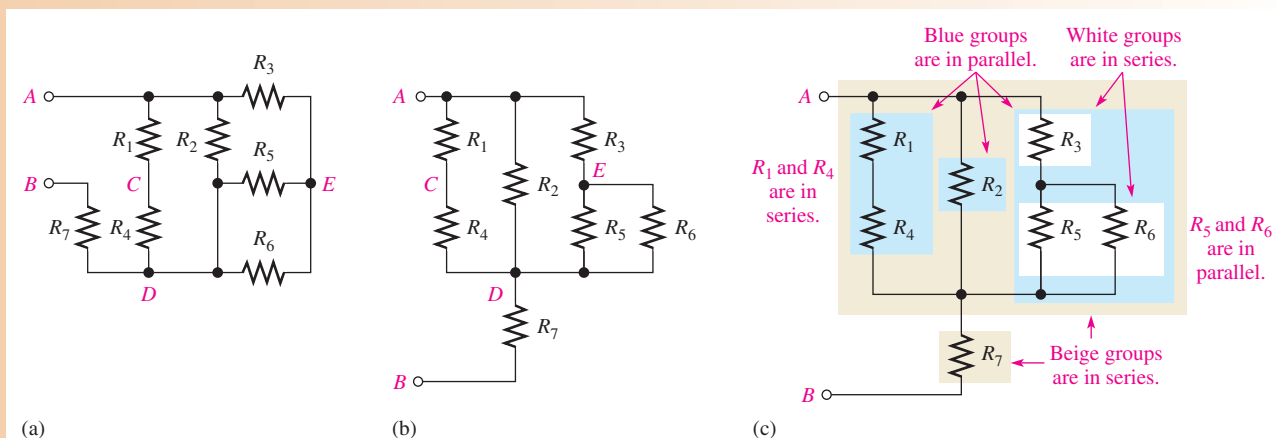 R3
A
R1
R2
R5
B
C
E
R7
R4
R6
D
(a)
A
R1
R3
C
E
R2
R4
R5
R6
D
R7
B
(b)
Blue groups
are in parallel.
White groups
are in series.
A
R1
R3
R1 and R4
are in
series.
R2
R4
R5
R6
R5 and R6
are in
parallel.
R7
Beige groups
are in series.
B
(c)